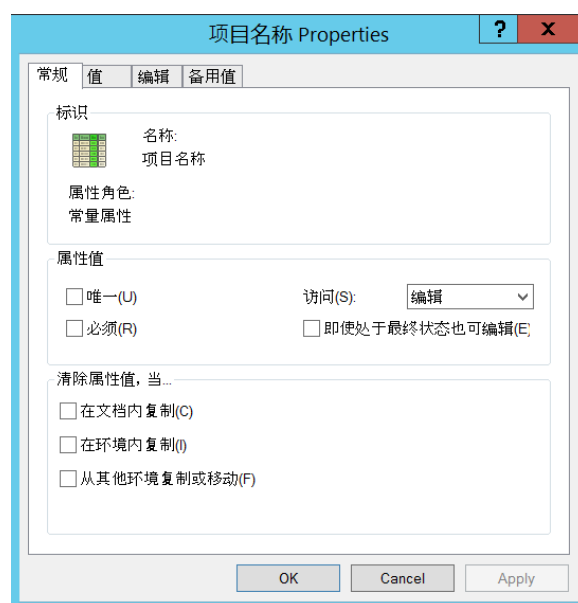 项目名称 Properties
? x
常规 值 编辑 备用值
标识
名称:
项目名称
属性角色:
常量属性
属性值
唯一(U) 访问(S): 编辑
必须(R) 即使处于最终状态也可编辑(E)
清除属性值, 当...
在文档内复制(C)
在环境内复制(I)
从其他环境复制或移动(F)
OK Cancel Apply